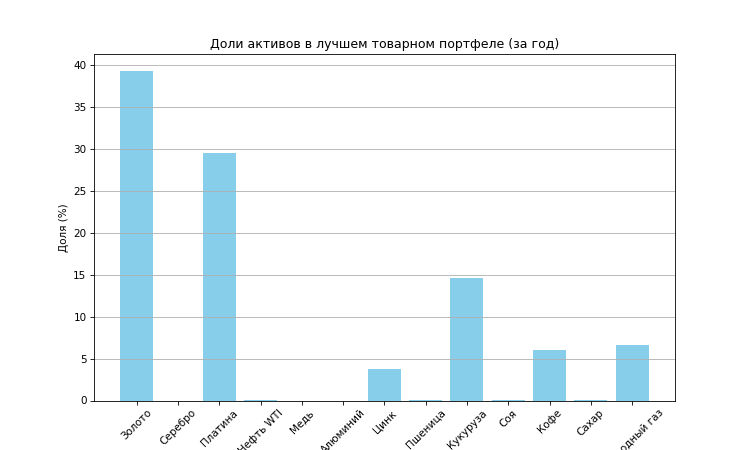 Доли активов в лучшем товарном портфеле (за год)
Доля (%)
40
35
30
25
20
15
10
5
0
Золото
Серебро
Платина
Нефть WTI
Медь
Алюминий
Цинк
Пшеница
Кукуруза
Соя
Кофе
Сахар
газ